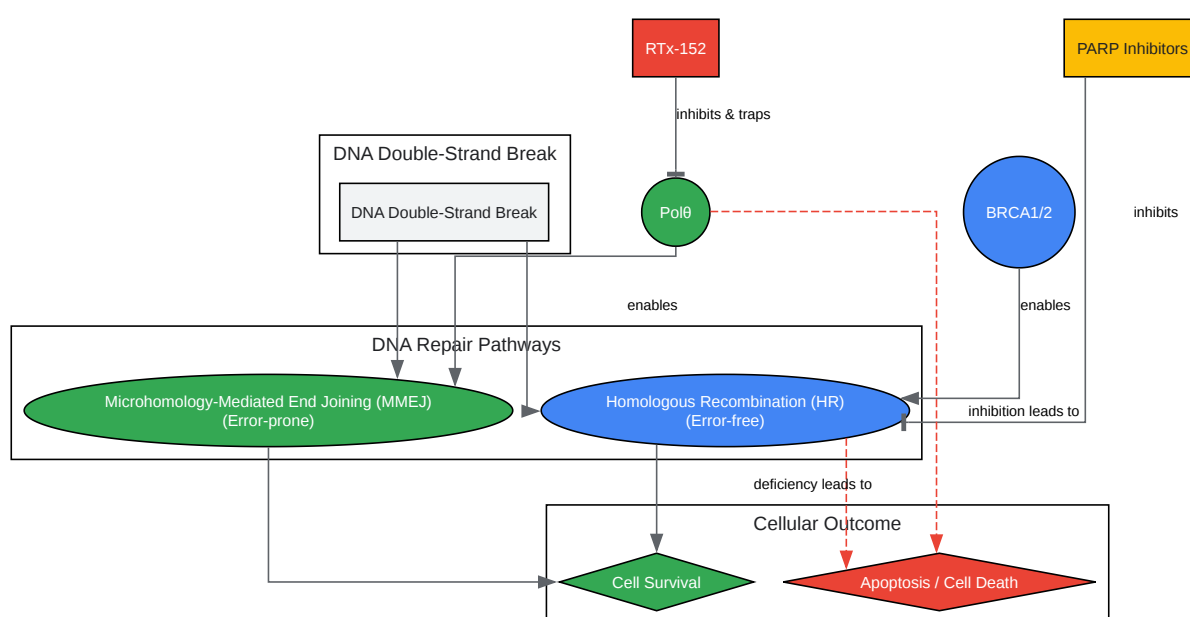 RTx-152
PARP Inhibitors
inhibits & traps
DNA Double-Strand Break
DNA Double-Strand Break
Polθ
BRCA1/2
inhibits
enables
enables
DNA Repair Pathways
Microhomology-Mediated End Joining (MMEJ)
(Error-prone)
Homologous Recombination (HR)
(Error-free)
inhibition leads to
deficiency leads to
Cellular Outcome
Cell Survival
Apoptosis / Cell Death